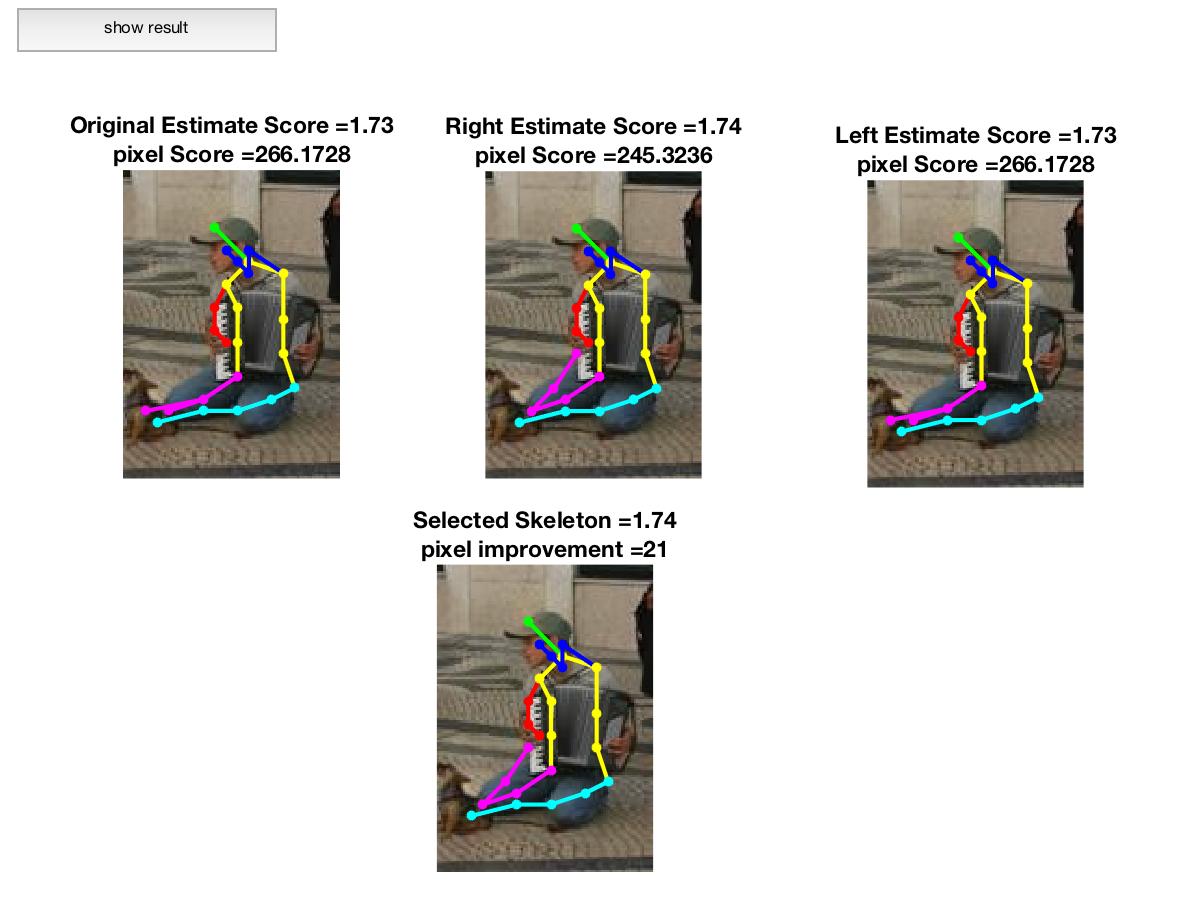 show result
Original Estimate Score =1.73
pixel Score =266.1728
Right Estimate Score =1.74
pixel Score =245.3236
Left Estimate Score =1.73
pixel Score =266.1728
Selected Skeleton =1.74
pixel improvement =21